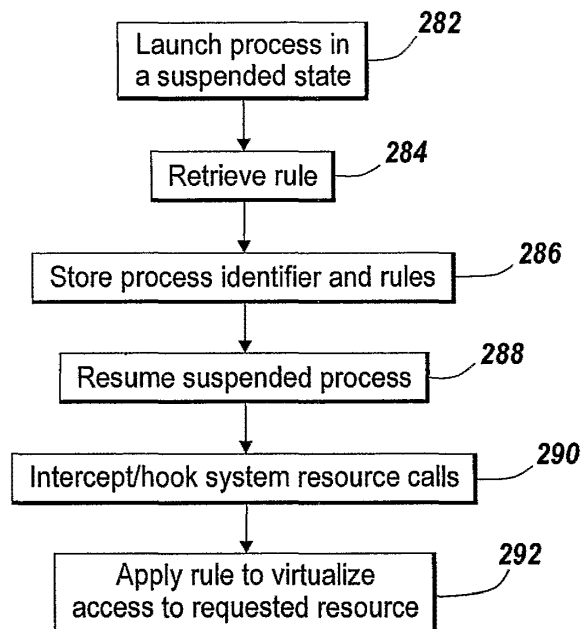 282
Launch process in
a suspended state
284
Retrieve rule
286
Store process identifier and rules
288
Resume suspended process
290
Intercept/hook system resource calls
292
Apply rule to virtualize
access to requested resource